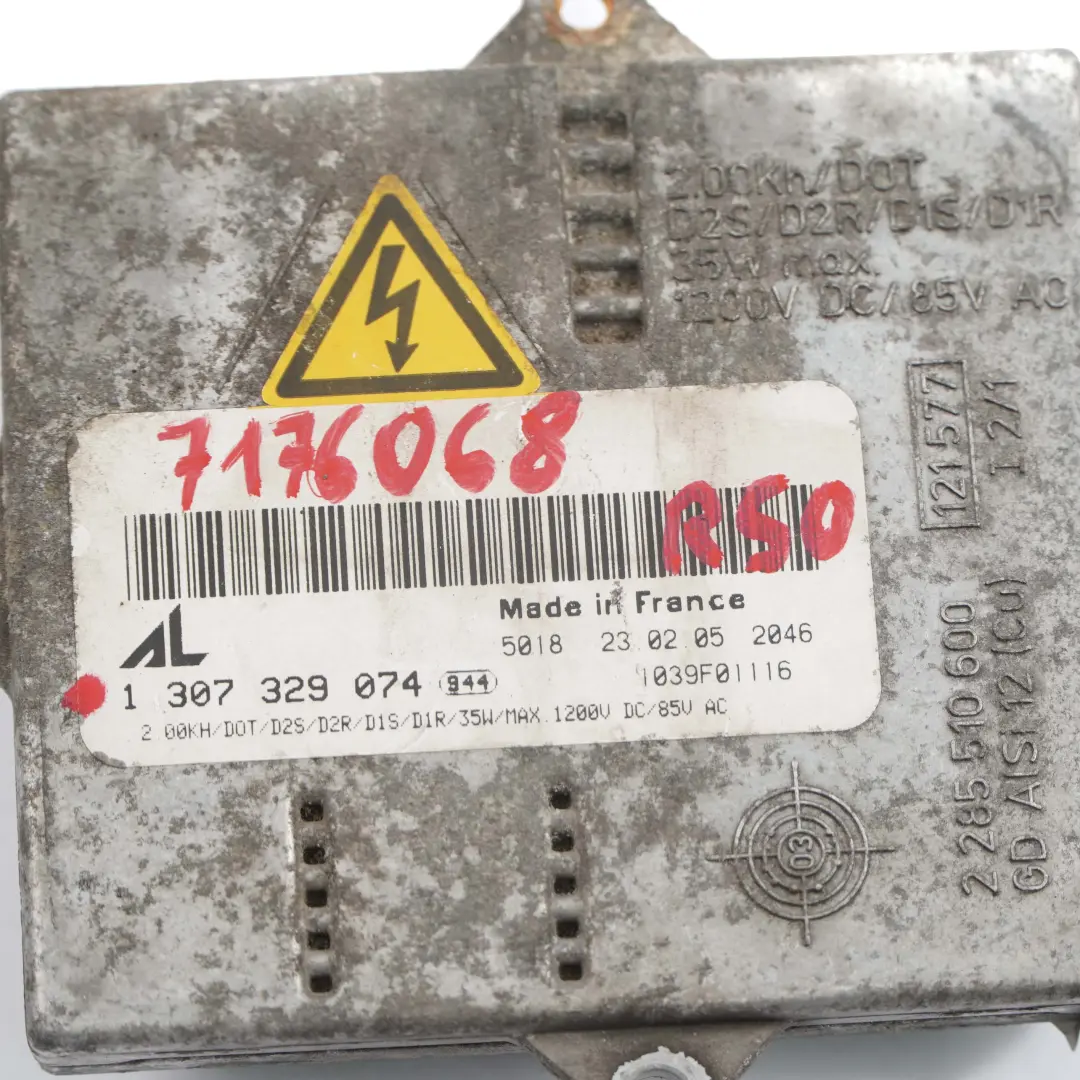 2.00Kh/DOT
D2S/D2R/D1S/D1R
35W max.
1200V DC/85V AC
7176068
R50
AL
Made in France
5018 23.02.05 2046
1 307 329 074 944
1039F01116
2 00KH/DOT/D2S/D2R/D1S/D1R/35W/MAX.1200V DC/85V AC
121577
I 2/1
2 285 510 600
GD AlSi 12 (Cu)
03